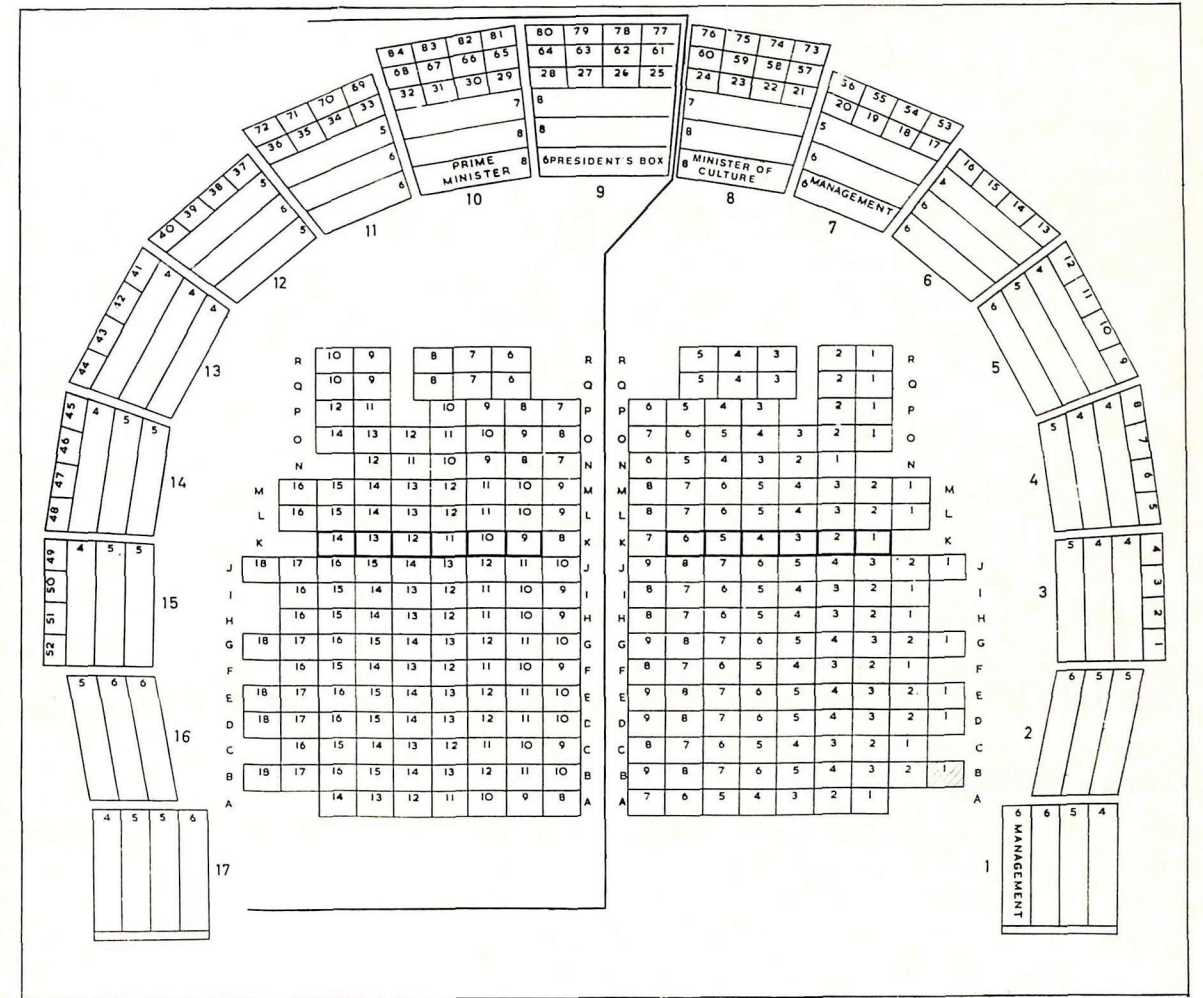 84 83 82 81
68 67 66 65
32 31 30 29
7
8
PRIME
MINISTER 8
10
80 79 78 77
64 63 62 61
28 27 26 25
8
8
6 PRESIDENT'S BOX
9
76 75 74 73
60 59 58 57
24 23 22 21
7
8
8 MINISTER OF
CULTURE
8
72 71 70 69
36 35 34 33
5
6
6
11
56 55 54 53
20 19 18 17
5
6
6 MANAGEMENT
7
40 39 38 37
5
6
5
12
16 15 14 13
4
6
6
6
44 43 12 41
4
4
4
13
12 11 10 9
4
5
6
5
48 47 46 45
4 5 5
14
5 4 4
8 7 6 5
4
52 51 50 49
4 5 5
15
5 4 4
4 3 2 1
3
5 6 6
16
6 5 5
2
4 5 5 6
17
6 6 5 4
MANAGEMENT
1
R 10 9 8 7 6 R R 5 4 3 2 1 R
Q 10 9 8 7 6 Q Q 5 4 3 2 1 Q
P 12 11 10 9 8 7 P P 6 5 4 3 2 1 P
O 14 13 12 11 10 9 8 O O 7 6 5 4 3 2 1 O
N 12 11 10 9 8 7 N N 6 5 4 3 2 1 N
M 16 15 14 13 12 11 10 9 M M 8 7 6 5 4 3 2 1 M
L 16 15 14 13 12 11 10 9 L L 8 7 6 5 4 3 2 1 L
K 14 13 12 11 10 9 8 K K 7 6 5 4 3 2 1 K
J 18 17 16 15 14 13 12 11 10 J J 9 8 7 6 5 4 3 2 1 J
I 16 15 14 13 12 11 10 9 I I 8 7 6 5 4 3 2 1 I
H 16 15 14 13 12 11 10 9 H H 8 7 6 5 4 3 2 1 H
G 18 17 16 15 14 13 12 11 10 G G 9 8 7 6 5 4 3 2 1 G
F 16 15 14 13 12 11 10 9 F F 8 7 6 5 4 3 2 1 F
E 18 17 16 15 14 13 12 11 10 E E 9 8 7 6 5 4 3 2 1 E
D 18 17 16 15 14 13 12 11 10 D D 9 8 7 6 5 4 3 2 1 D
C 16 15 14 13 12 11 10 9 C C 8 7 6 5 4 3 2 1 C
B 18 17 16 15 14 13 12 11 10 B B 9 8 7 6 5 4 3 2 1 B
A 14 13 12 11 10 9 8 A A 7 6 5 4 3 2 1 A